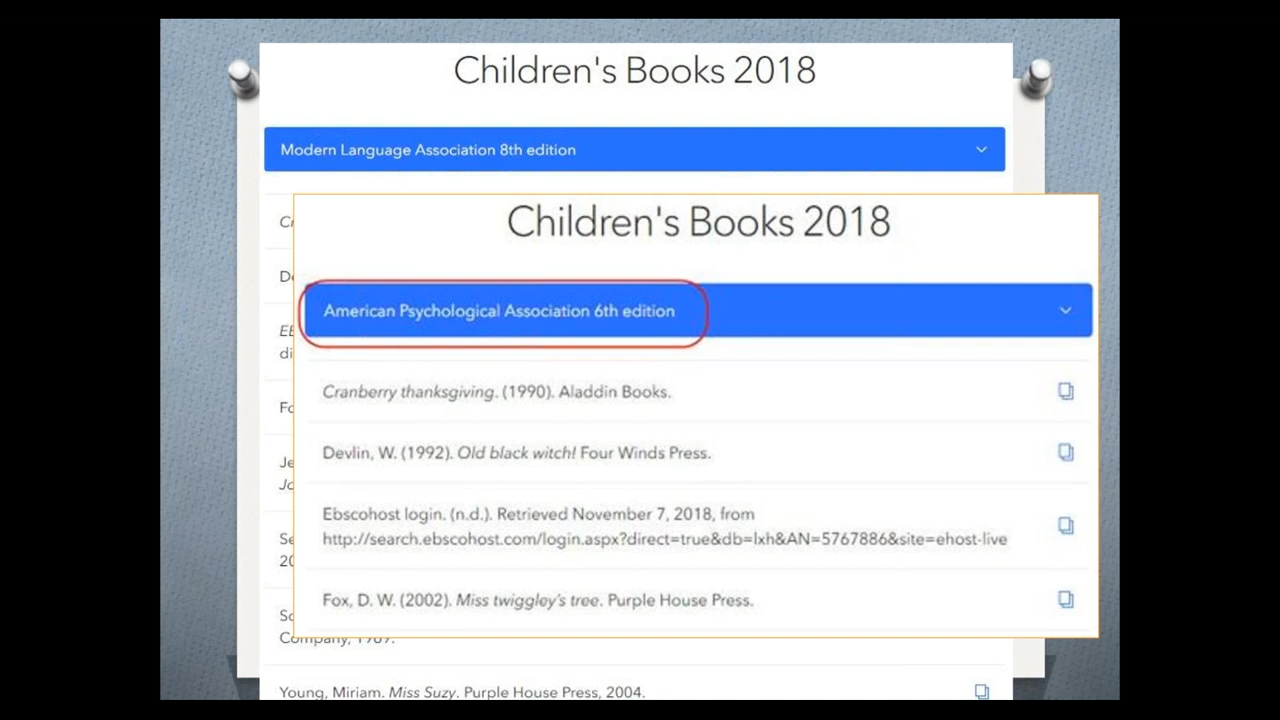 Children's Books 2018
Modern Language Association 8th edition
Children's Books 2018
American Psychological Association 6th edition
Cranberry thanksgiving. (1990). Aladdin Books.
Devlin, W. (1992). Old black witch! Four Winds Press.
Ebscohost login. (n.d.). Retrieved November 7, 2018, from
http://search.ebscohost.com/login.aspx?direct=true&db=lxh&AN=5767886&site=ehost-live
Fox, D. W. (2002). Miss twiggley's tree. Purple House Press.
Company, 1989.
Young, Miriam. Miss Suzy. Purple House Press, 2004.